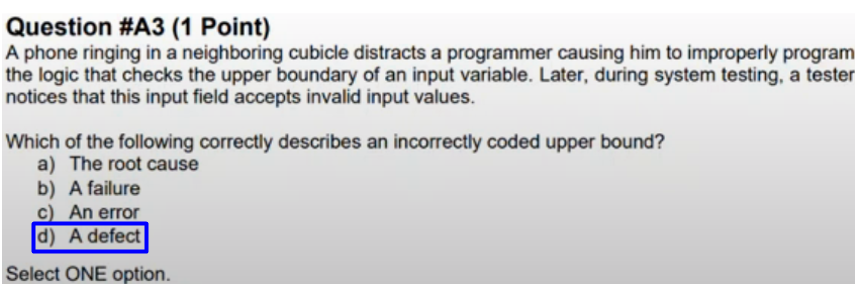 Question #A3 (1 Point)
A phone ringing in a neighboring cubicle distracts a programmer causing him to improperly program
the logic that checks the upper boundary of an input variable. Later, during system testing, a tester
notices that this input field accepts invalid input values.
Which of the following correctly describes an incorrectly coded upper bound?
a) The root cause
b) A failure
c) An error
d) A defect
Select ONE option.